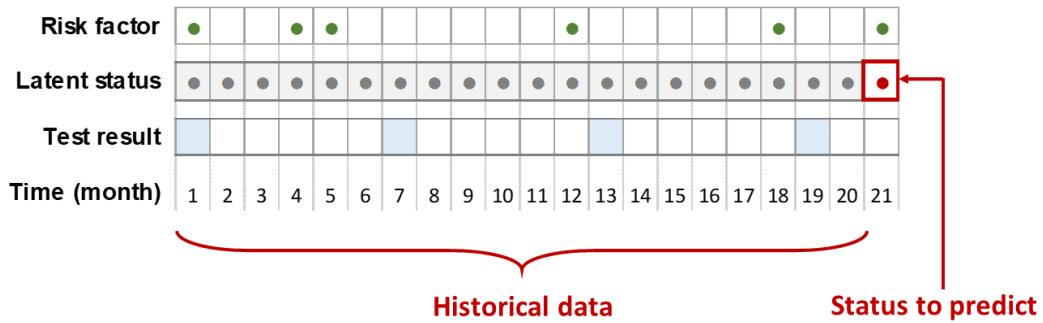 Risk factor
Latent status
Test result
Time (month) 1 2 3 4 5 6 7 8 9 10 11 12 13 14 15 16 17 18 19 20 21
Historical data
Status to predict